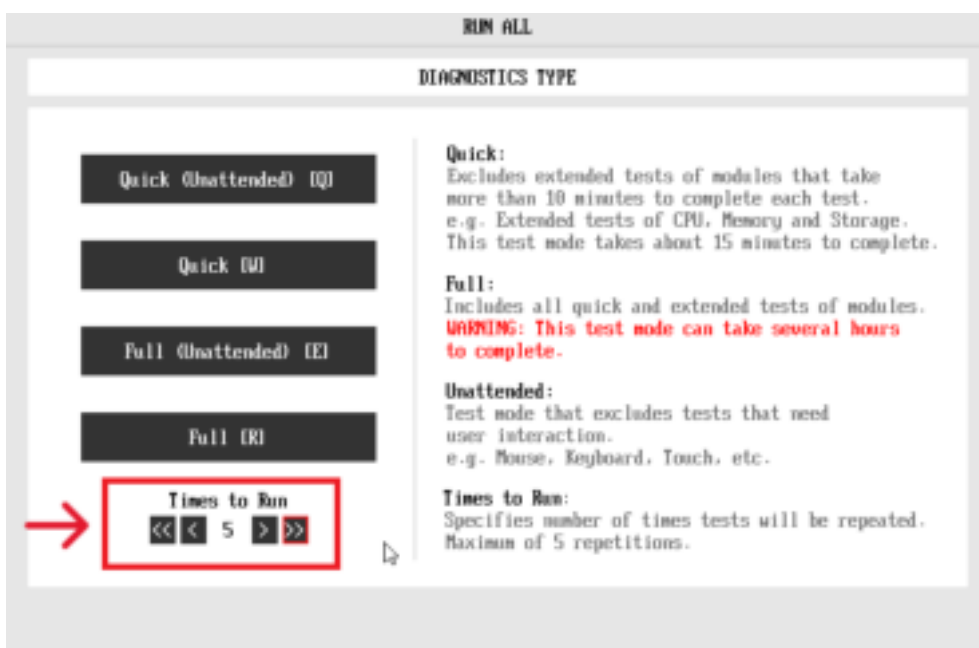 RUN ALL
DIAGNOSTICS TYPE
Quick (Unattended) [Q]
Quick [W]
Full (Unattended) [E]
Full [R]
Times to Run
<< < 5 > >>
Quick:
Excludes extended tests of modules that take
more than 10 minutes to complete each test.
e.g. Extended tests of CPU, Memory and Storage.
This test mode takes about 15 minutes to complete.
Full:
Includes all quick and extended tests of modules.
WARNING: This test mode can take several hours
to complete.
Unattended:
Test mode that excludes tests that need
user interaction.
e.g. Mouse, Keyboard, Touch, etc.
Times to Run:
Specifies number of times tests will be repeated.
Maximum of 5 repetitions.